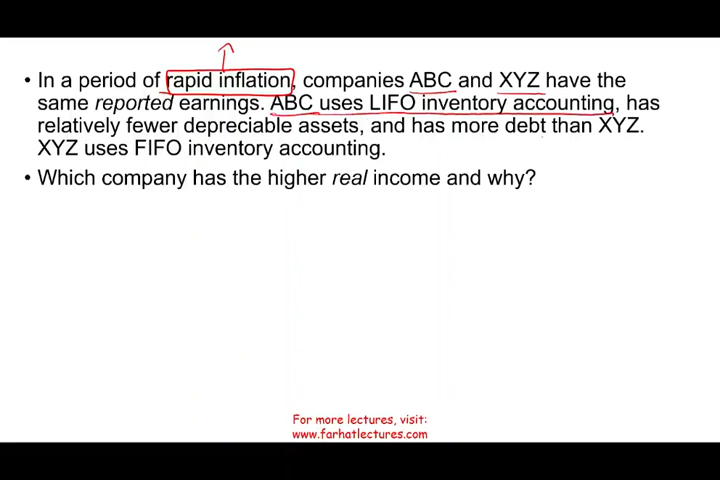 • In a period of rapid inflation, companies ABC and XYZ have the
same reported earnings. ABC uses LIFO inventory accounting, has
relatively fewer depreciable assets, and has more debt than XYZ.
XYZ uses FIFO inventory accounting.
• Which company has the higher real income and why?
For more lectures, visit:
www.farhatlectures.com